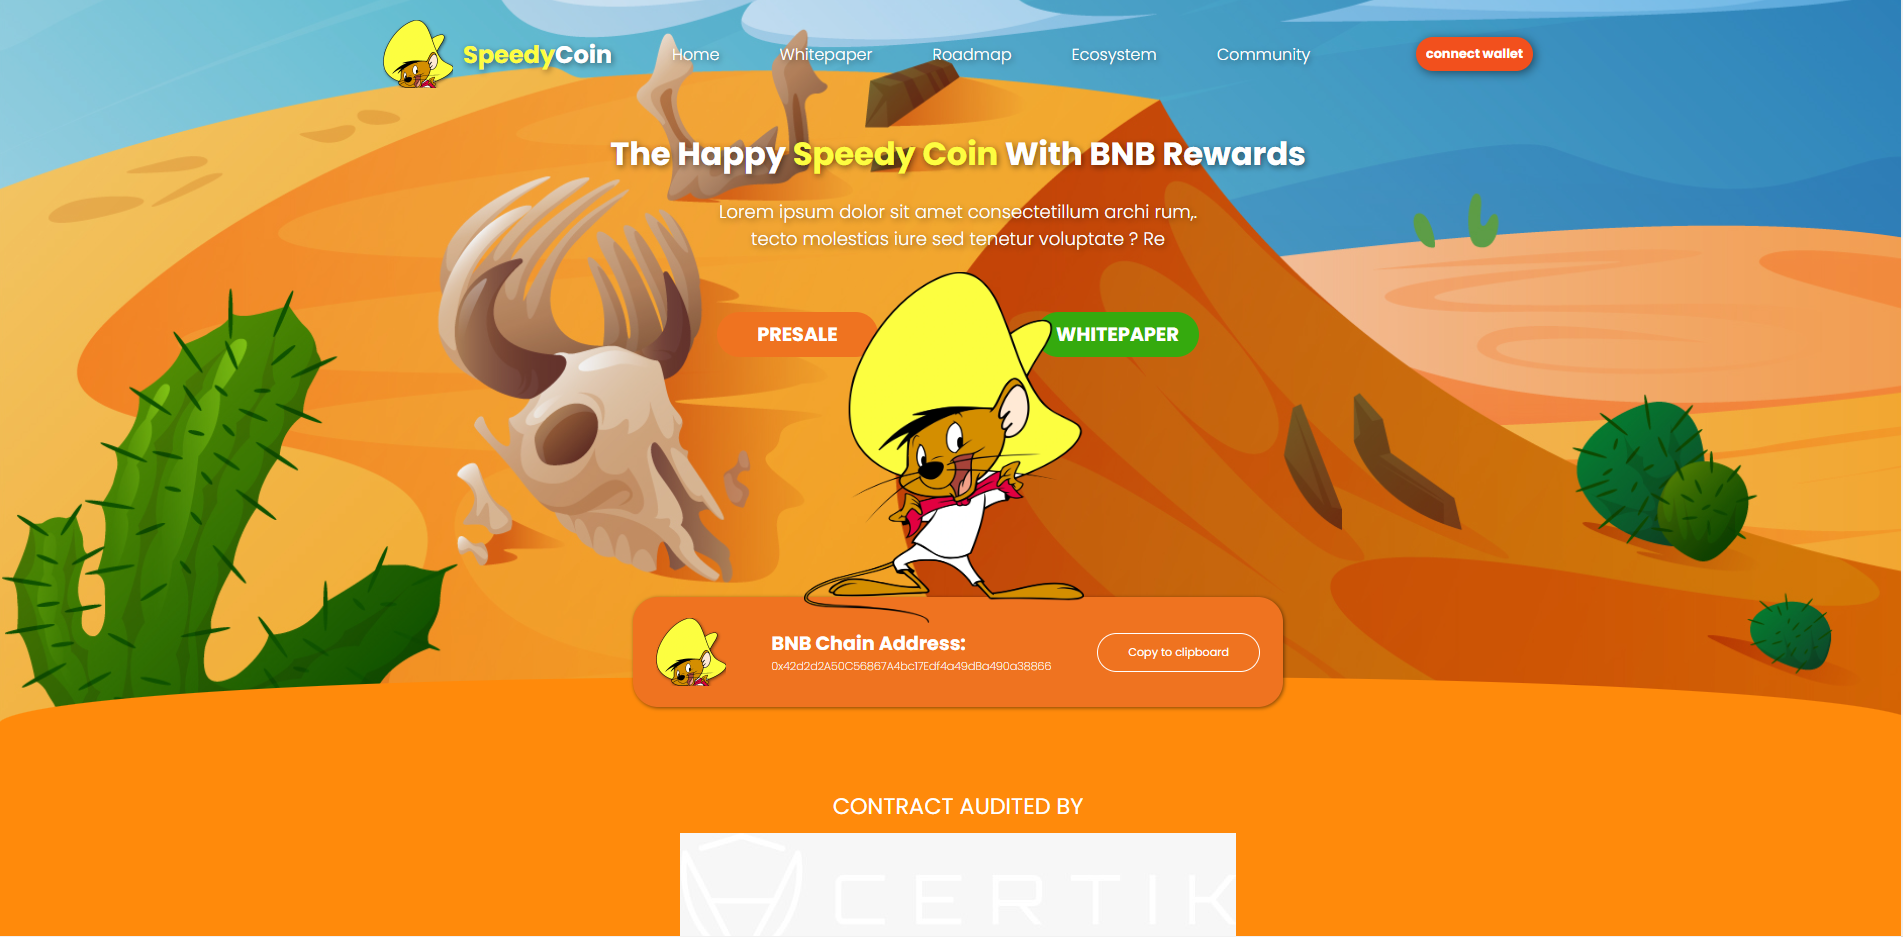 SpeedyCoin
Home
Whitepaper
Roadmap
Ecosystem
Community
connect wallet
The Happy Speedy Coin With BNB Rewards
Lorem ipsum dolor sit amet consectetillum archi rum,.
tecto molestias iure sed tenetur voluptate ? Re
PRESALE
WHITEPAPER
BNB Chain Address:
0x42d2d2A50C56867A4bc17Edf4a49dBa490a38866
Copy to clipboard
CONTRACT AUDITED BY
CERTIK